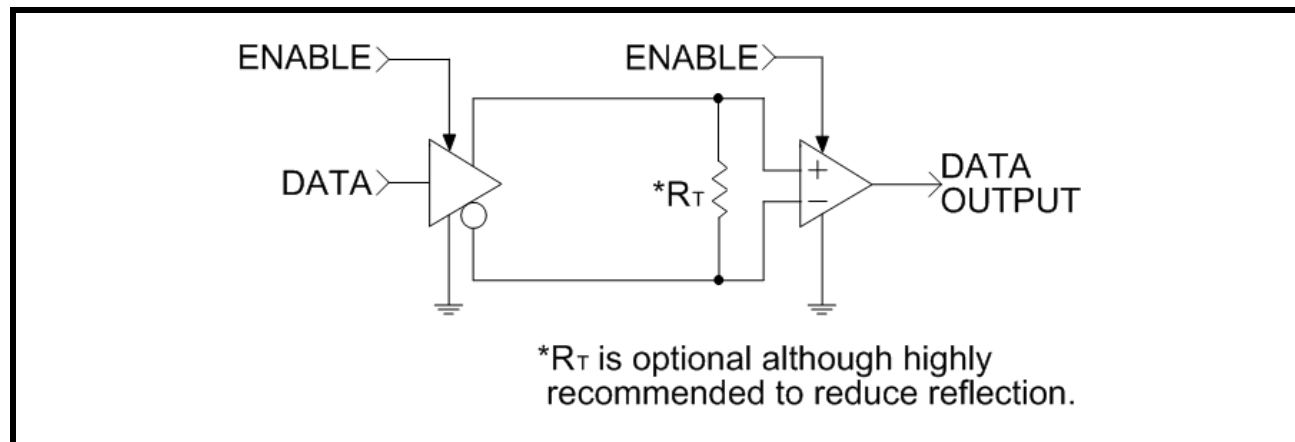 ENABLE
ENABLE
DATA
*RT
+
−
DATA
OUTPUT
*RT is optional although highly
recommended to reduce reflection.